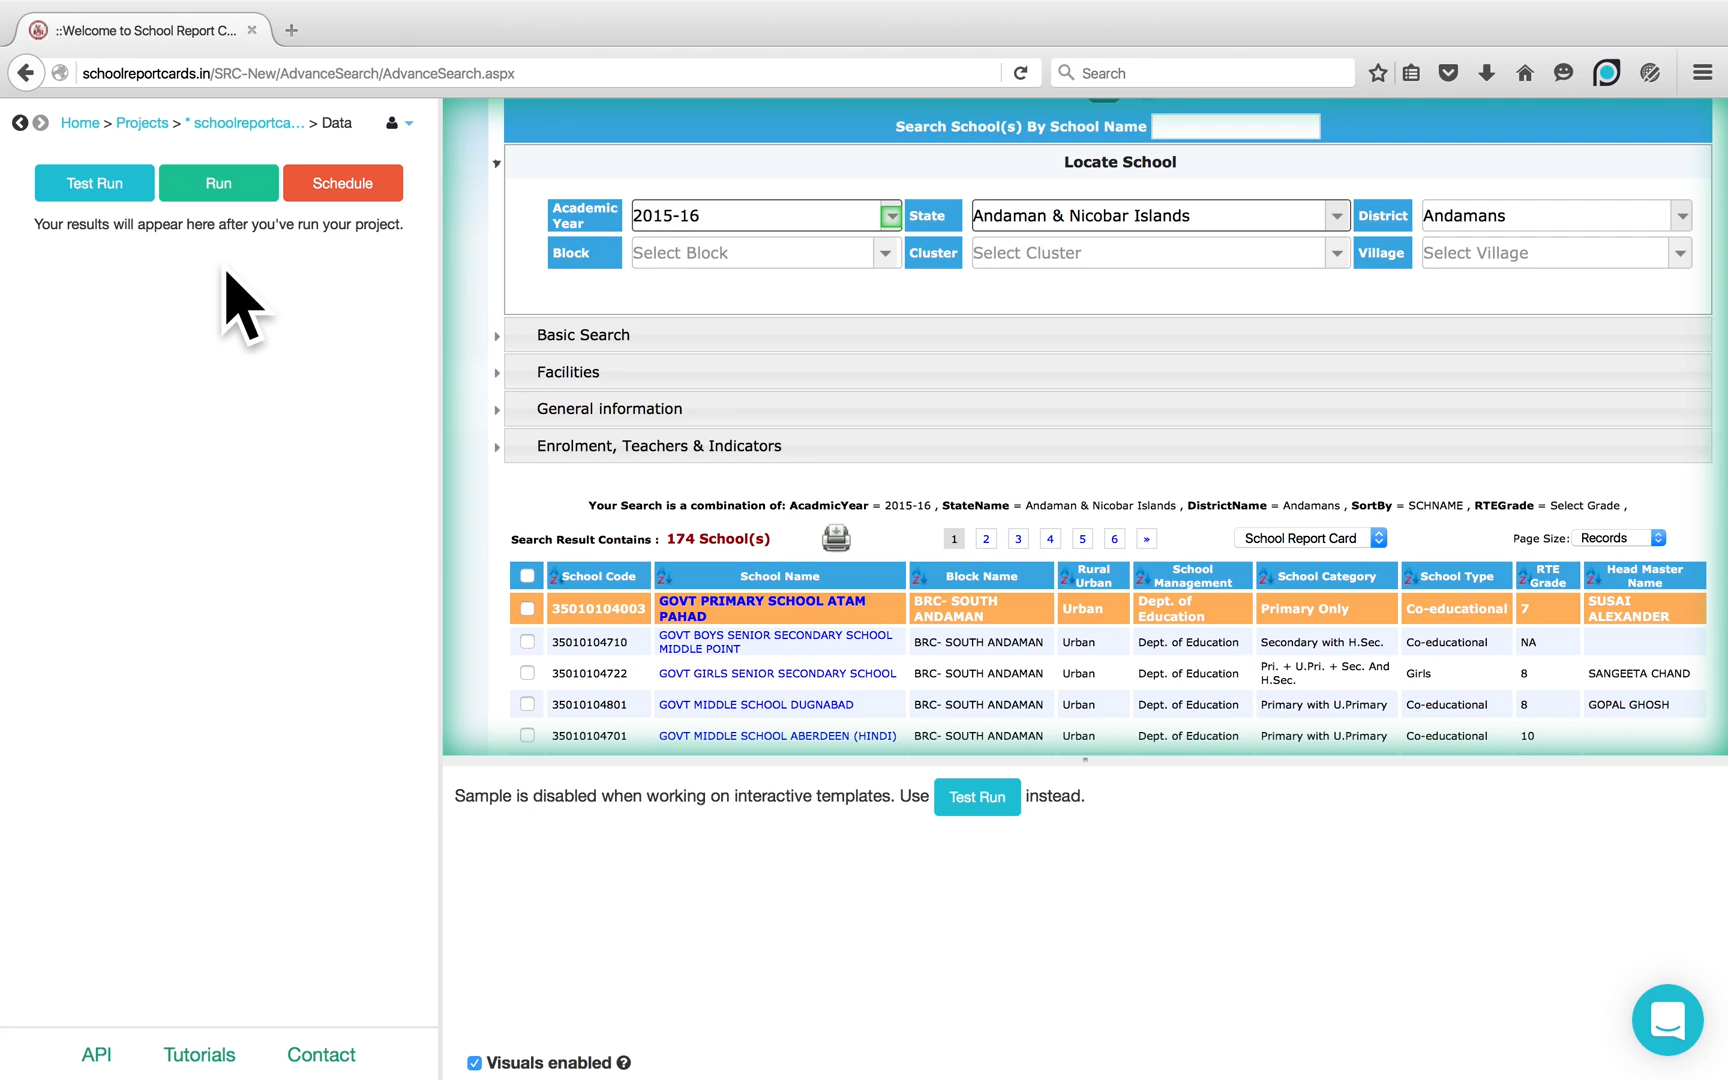 ::Welcome to School Report C...
schoolreportcards.in/SRC-New/AdvanceSearch/AdvanceSearch.aspx
Search
Home > Projects > * schoolreportca... > Data
Test Run Run Schedule
Your results will appear here after you've run your project.
Search School(s) By School Name
Locate School
Academic Year 2015-16 State Andaman & Nicobar Islands District Andamans
Block Select Block Cluster Select Cluster Village Select Village
Basic Search
Facilities
General information
Enrolment, Teachers & Indicators
Your Search is a combination of: AcadmicYear = 2015-16 , StateName = Andaman & Nicobar Islands , DistrictName = Andamans , SortBy = SCHNAME , RTEGrade = Select Grade ,
Search Result Contains : 174 School(s) 1 2 3 4 5 6 » School Report Card Page Size: Records
School Code School Name Block Name Rural Urban School Management School Category School Type RTE Grade Head Master Name
35010104003 GOVT PRIMARY SCHOOL ATAM PAHAD BRC- SOUTH ANDAMAN Urban Dept. of Education Primary Only Co-educational 7 SUSAI ALEXANDER
35010104710 GOVT BOYS SENIOR SECONDARY SCHOOL MIDDLE POINT BRC- SOUTH ANDAMAN Urban Dept. of Education Secondary with H.Sec. Co-educational NA
35010104722 GOVT GIRLS SENIOR SECONDARY SCHOOL BRC- SOUTH ANDAMAN Urban Dept. of Education Pri. + U.Pri. + Sec. And H.Sec. Girls 8 SANGEETA CHAND
35010104801 GOVT MIDDLE SCHOOL DUGNABAD BRC- SOUTH ANDAMAN Urban Dept. of Education Primary with U.Primary Co-educational 8 GOPAL GHOSH
35010104701 GOVT MIDDLE SCHOOL ABERDEEN (HINDI) BRC- SOUTH ANDAMAN Urban Dept. of Education Primary with U.Primary Co-educational 10
Sample is disabled when working on interactive templates. Use Test Run instead.
API Tutorials Contact
Visuals enabled